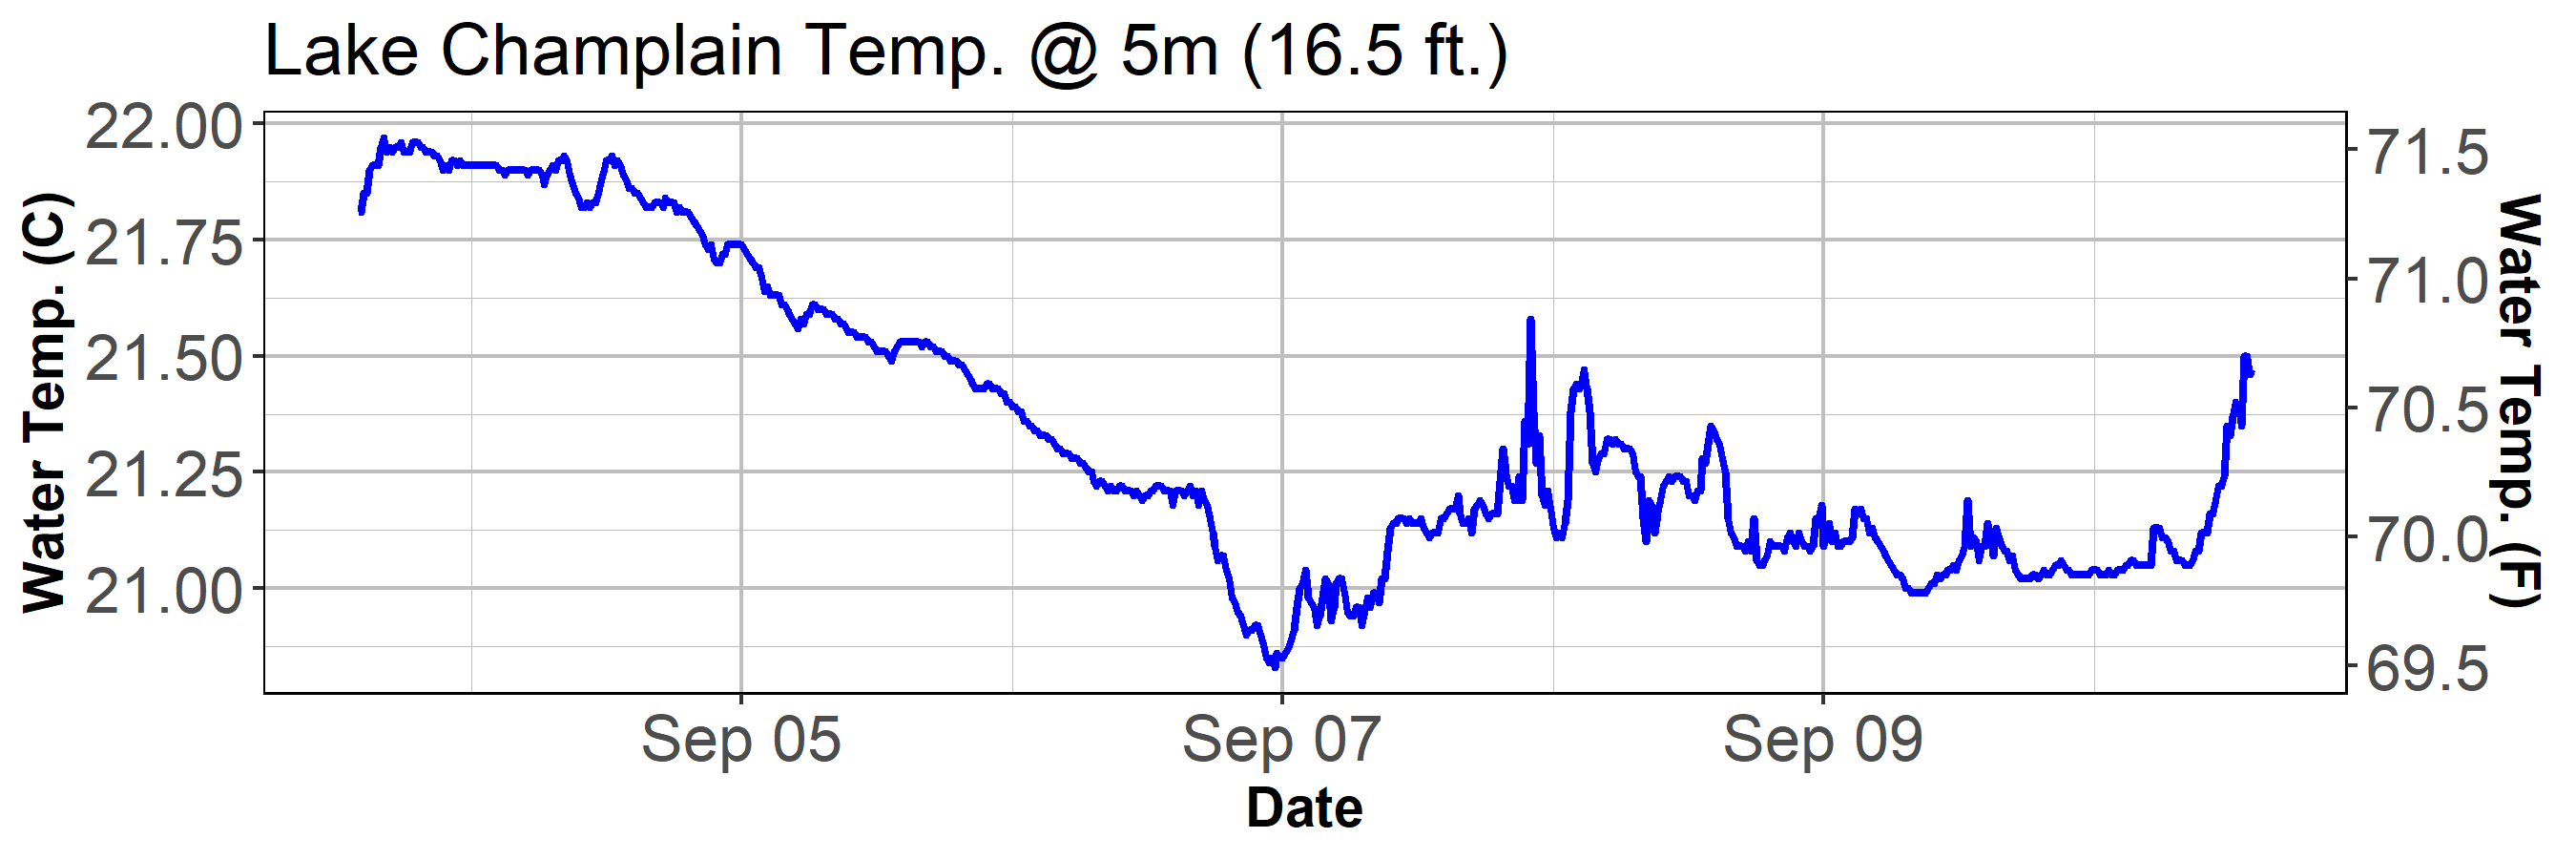 Lake Champlain Temp. @ 5m (16.5 ft.)
Water Temp. (C)
22.00
21.75
21.50
21.25
21.00
71.5
71.0
70.5
70.0
69.5
Water Temp. (F)
Sep 05
Sep 07
Sep 09
Date